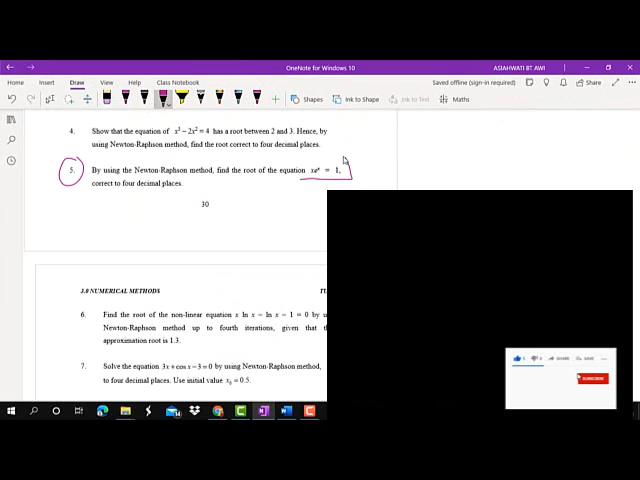 OneNote for Windows 10
ASIAHWATI BT AWI
Home Insert Draw View Help Class Notebook
Saved offline (sign-in required) Share
Shapes Ink to Shape Ink to Text Maths
4. Show that the equation of x³ − 2x² = 4 has a root between 2 and 3. Hence, by
using Newton-Raphson method, find the root correct to four decimal places.
5. By using the Newton-Raphson method, find the root of the equation xeˣ = 1,
correct to four decimal places.
30
3.0 NUMERICAL METHODS TU
6. Find the root of the non-linear equation x ln x − ln x − 1 = 0 by u
Newton-Raphson method up to fourth iterations, given that th
approximation root is 1.3.
7. Solve the equation 3x + cos x − 3 = 0 by using Newton-Raphson method,
to four decimal places. Use initial value x₀ = 0.5.
SHARE SAVE
SUBSCRIBE